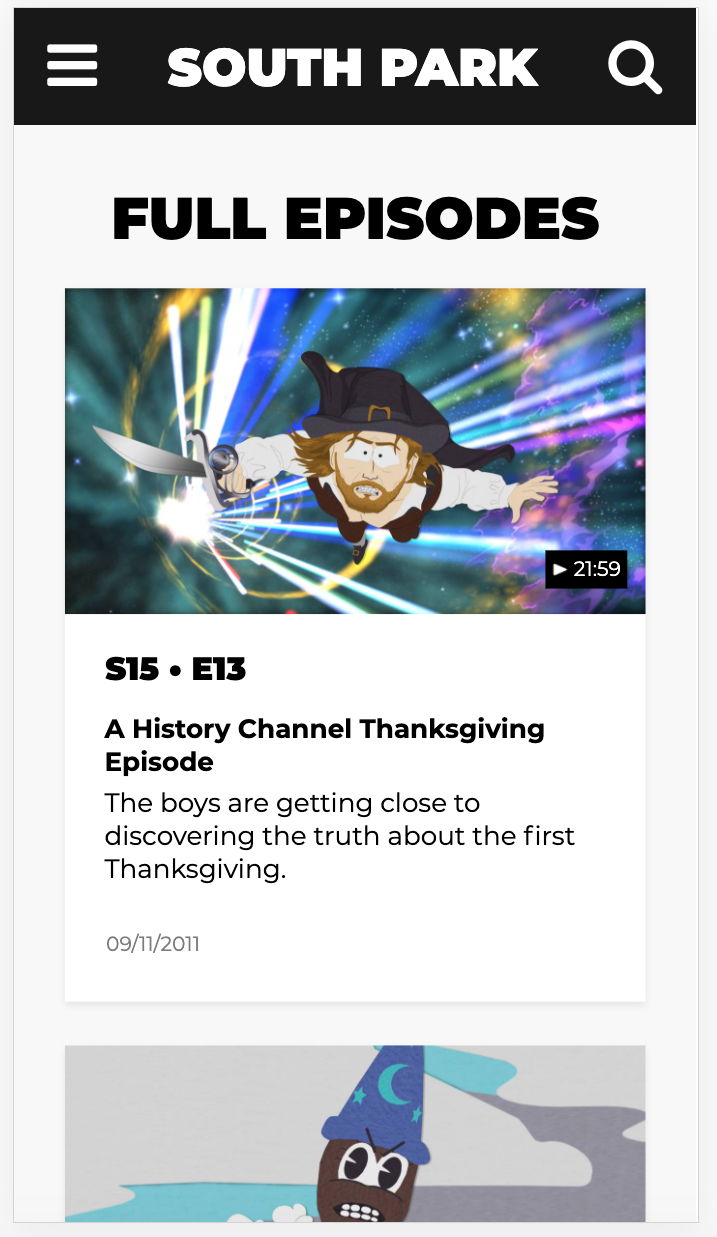 SOUTH PARK
FULL EPISODES
21:59
S15 • E13
A History Channel Thanksgiving
Episode
The boys are getting close to
discovering the truth about the first
Thanksgiving.
09/11/2011